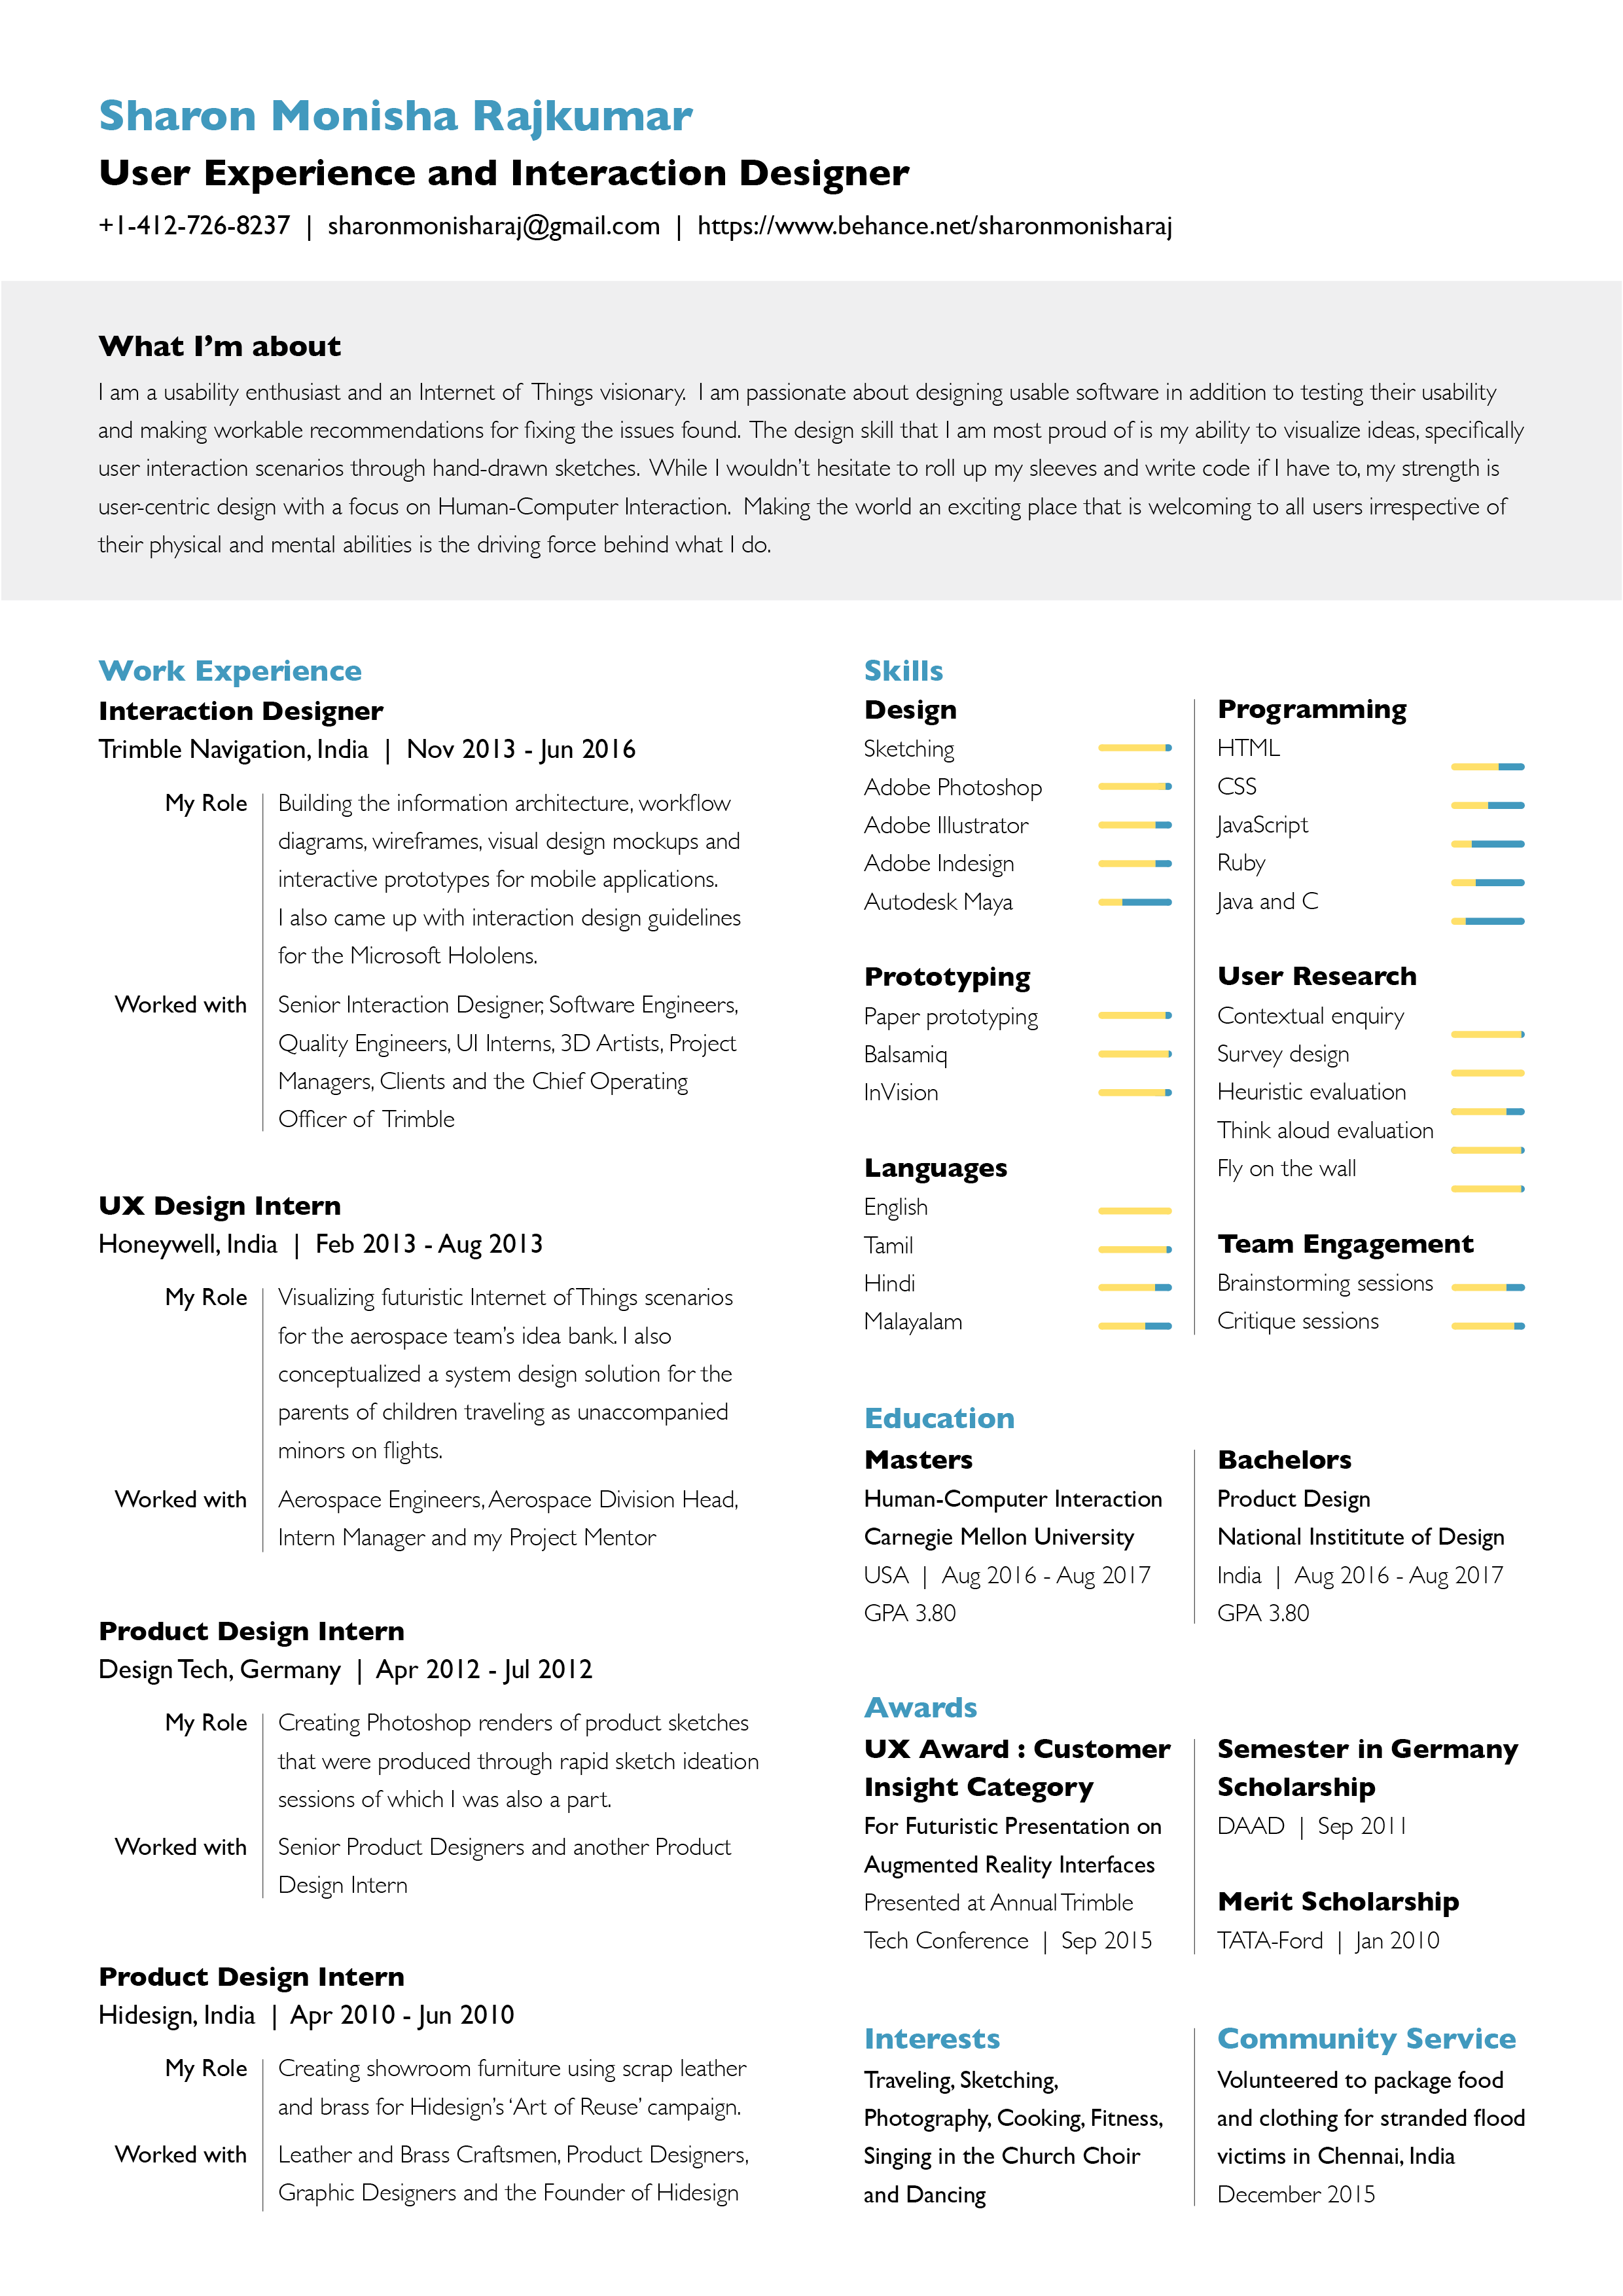 Sharon Monisha Rajkumar
User Experience and Interaction Designer
+1-412-726-8237 | sharonmonisharaj@gmail.com | https://www.behance.net/sharonmonisharaj
What I’m about
I am a usability enthusiast and an Internet of Things visionary. I am passionate about designing usable software in addition to testing their usability
and making workable recommendations for fixing the issues found. The design skill that I am most proud of is my ability to visualize ideas, specifically
user interaction scenarios through hand-drawn sketches. While I wouldn’t hesitate to roll up my sleeves and write code if I have to, my strength is
user-centric design with a focus on Human-Computer Interaction. Making the world an exciting place that is welcoming to all users irrespective of
their physical and mental abilities is the driving force behind what I do.
Work Experience
Interaction Designer
Trimble Navigation, India | Nov 2013 - Jun 2016
My Role
Building the information architecture, workflow
diagrams, wireframes, visual design mockups and
interactive prototypes for mobile applications.
I also came up with interaction design guidelines
for the Microsoft Hololens.
Worked with
Senior Interaction Designer, Software Engineers,
Quality Engineers, UI Interns, 3D Artists, Project
Managers, Clients and the Chief Operating
Officer of Trimble
UX Design Intern
Honeywell, India | Feb 2013 - Aug 2013
My Role
Visualizing futuristic Internet of Things scenarios
for the aerospace team’s idea bank. I also
conceptualized a system design solution for the
parents of children traveling as unaccompanied
minors on flights.
Worked with
Aerospace Engineers, Aerospace Division Head,
Intern Manager and my Project Mentor
Product Design Intern
Design Tech, Germany | Apr 2012 - Jul 2012
My Role
Creating Photoshop renders of product sketches
that were produced through rapid sketch ideation
sessions of which I was also a part.
Worked with
Senior Product Designers and another Product
Design Intern
Product Design Intern
Hidesign, India | Apr 2010 - Jun 2010
My Role
Creating showroom furniture using scrap leather
and brass for Hidesign’s ‘Art of Reuse’ campaign.
Worked with
Leather and Brass Craftsmen, Product Designers,
Graphic Designers and the Founder of Hidesign
Skills
Design
Sketching
Adobe Photoshop
Adobe Illustrator
Adobe Indesign
Autodesk Maya
Prototyping
Paper prototyping
Balsamiq
InVision
Languages
English
Tamil
Hindi
Malayalam
Programming
HTML
CSS
JavaScript
Ruby
Java and C
User Research
Contextual enquiry
Survey design
Heuristic evaluation
Think aloud evaluation
Fly on the wall
Team Engagement
Brainstorming sessions
Critique sessions
Education
Masters
Human-Computer Interaction
Carnegie Mellon University
USA | Aug 2016 - Aug 2017
GPA 3.80
Bachelors
Product Design
National Instititute of Design
India | Aug 2016 - Aug 2017
GPA 3.80
Awards
UX Award : Customer
Insight Category
For Futuristic Presentation on
Augmented Reality Interfaces
Presented at Annual Trimble
Tech Conference | Sep 2015
Semester in Germany
Scholarship
DAAD | Sep 2011
Merit Scholarship
TATA-Ford | Jan 2010
Interests
Traveling, Sketching,
Photography, Cooking, Fitness,
Singing in the Church Choir
and Dancing
Community Service
Volunteered to package food
and clothing for stranded flood
victims in Chennai, India
December 2015